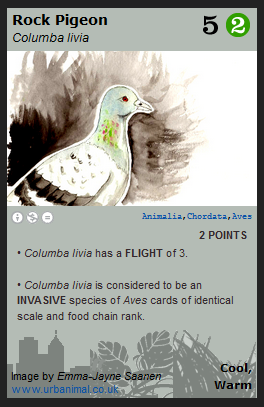 Rock Pigeon
Columba livia
5 2
Animalia,Chordata,Aves
2 POINTS
• Columba livia has a FLIGHT of 3.
• Columba livia is considered to be an
INVASIVE species of Aves cards of identical
scale and food chain rank.
Cool,
Warm
Image by Emma-Jayne Saanen
www.urbanimal.co.uk